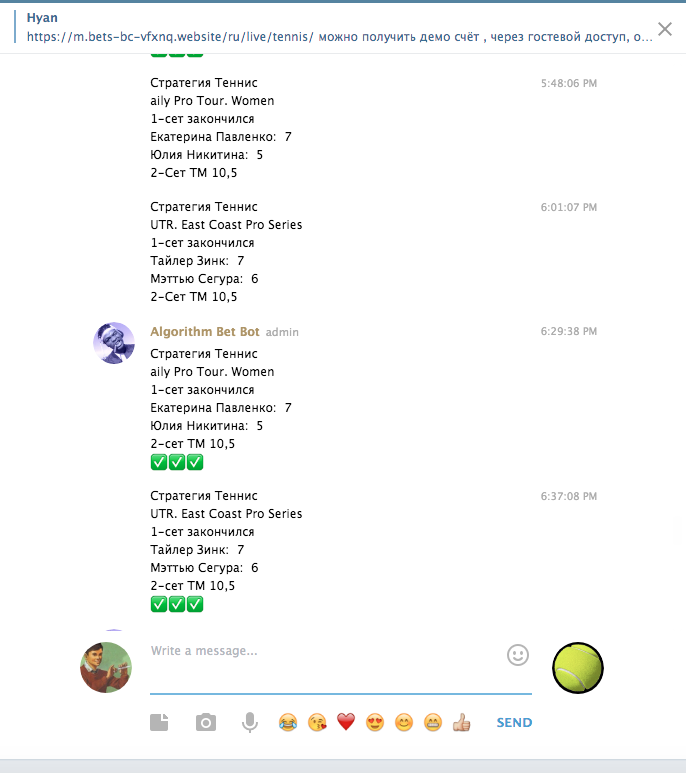 Hyan
https://m.bets-bc-vfxnq.website/ru/live/tennis/ можно получить демо счёт , через гостевой доступ, о...
Стратегия Теннис 5:48:06 PM
aily Pro Tour. Women
1-сет закончился
Екатерина Павленко: 7
Юлия Никитина: 5
2-Сет ТМ 10,5
Стратегия Теннис 6:01:07 PM
UTR. East Coast Pro Series
1-сет закончился
Тайлер Зинк: 7
Мэттью Сегура: 6
2-Сет ТМ 10,5
Algorithm Bet Bot admin 6:29:38 PM
Стратегия Теннис
aily Pro Tour. Women
1-сет закончился
Екатерина Павленко: 7
Юлия Никитина: 5
2-сет ТМ 10,5
✅✅✅
Стратегия Теннис 6:37:08 PM
UTR. East Coast Pro Series
1-сет закончился
Тайлер Зинк: 7
Мэттью Сегура: 6
2-сет ТМ 10,5
✅✅✅
Write a message...
SEND